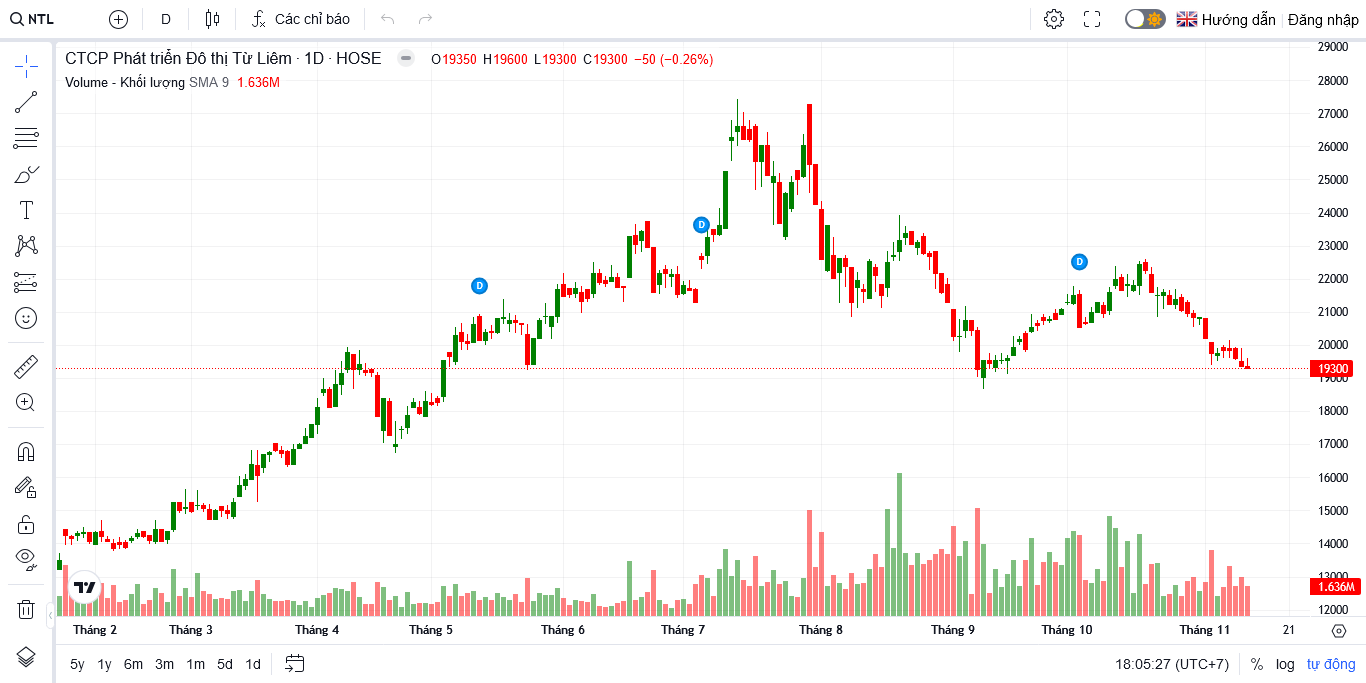 NTL D Các chỉ báo Hướng dẫn Đăng nhập
CTCP Phát triển Đô thị Từ Liêm · 1D · HOSE O19350 H19600 L19300 C19300 −50 (−0.26%)
Volume - Khối lượng SMA 9 1.636M
29000
28000
27000
26000
25000
24000
23000
22000
21000
20000
19300
19000
18000
17000
16000
15000
14000
13000
1.636M
12000
D
D
D
Tháng 2 Tháng 3 Tháng 4 Tháng 5 Tháng 6 Tháng 7 Tháng 8 Tháng 9 Tháng 10 Tháng 11 21
5y 1y 6m 3m 1m 5d 1d 18:05:27 (UTC+7) % log tự động